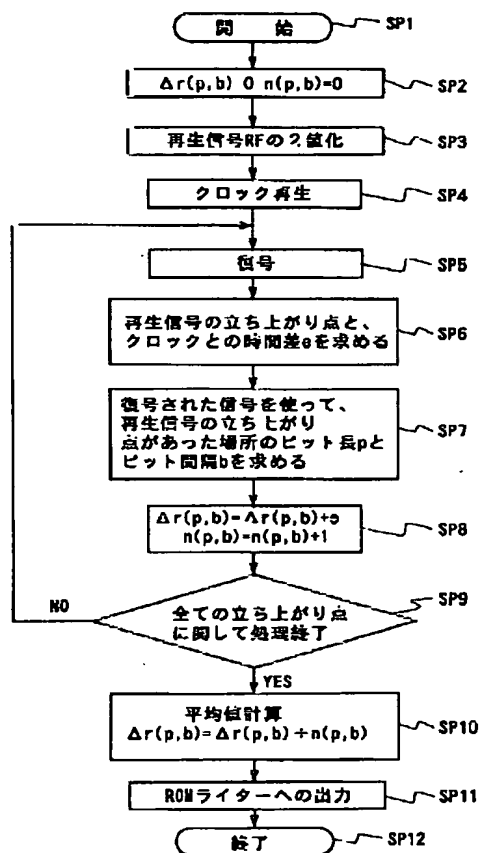 開 始
SP1
Δr(p,b) 0 n(p,b)=0
SP2
再生信号RFの2値化
SP3
クロック再生
SP4
復号
SP5
再生信号の立ち上がり点と、
クロックとの時間差eを求める
SP6
復号された信号を使って、
再生信号の立ち上がり
点があった場所のピット長pと
ピット間隔bを求める
SP7
Δr(p,b)=Δr(p,b)+e
n(p,b)=n(p,b)+1
SP8
NO
全ての立ち上がり点
に関して処理終了
SP9
YES
平均値計算
Δr(p,b)=Δr(p,b)÷n(p,b)
SP10
ROMライターへの出力
SP11
終了
SP12